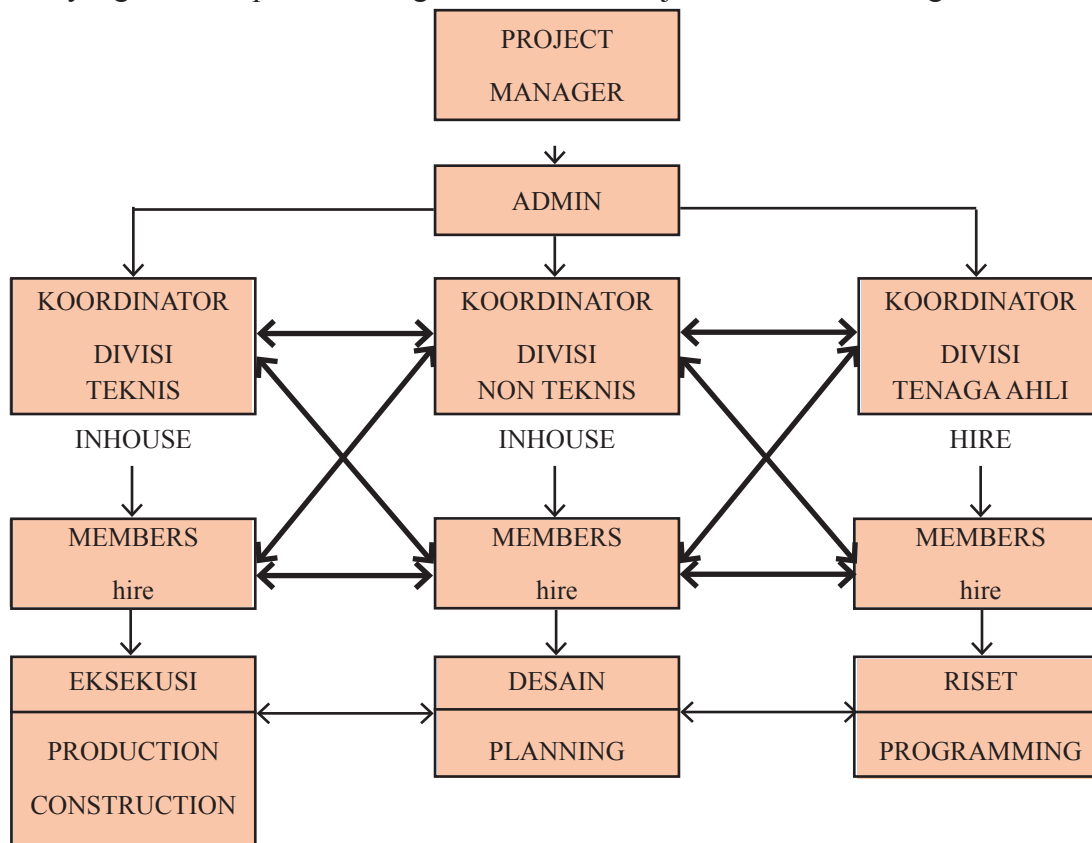 PROJECT
MANAGER
ADMIN
KOORDINATOR
DIVISI
TEKNIS
KOORDINATOR
DIVISI
NON TEKNIS
KOORDINATOR
DIVISI
TENAGA AHLI
INHOUSE
INHOUSE
HIRE
MEMBERS
hire
MEMBERS
hire
MEMBERS
hire
EKSEKUSI
DESAIN
RISET
PRODUCTION
CONSTRUCTION
PLANNING
PROGRAMMING